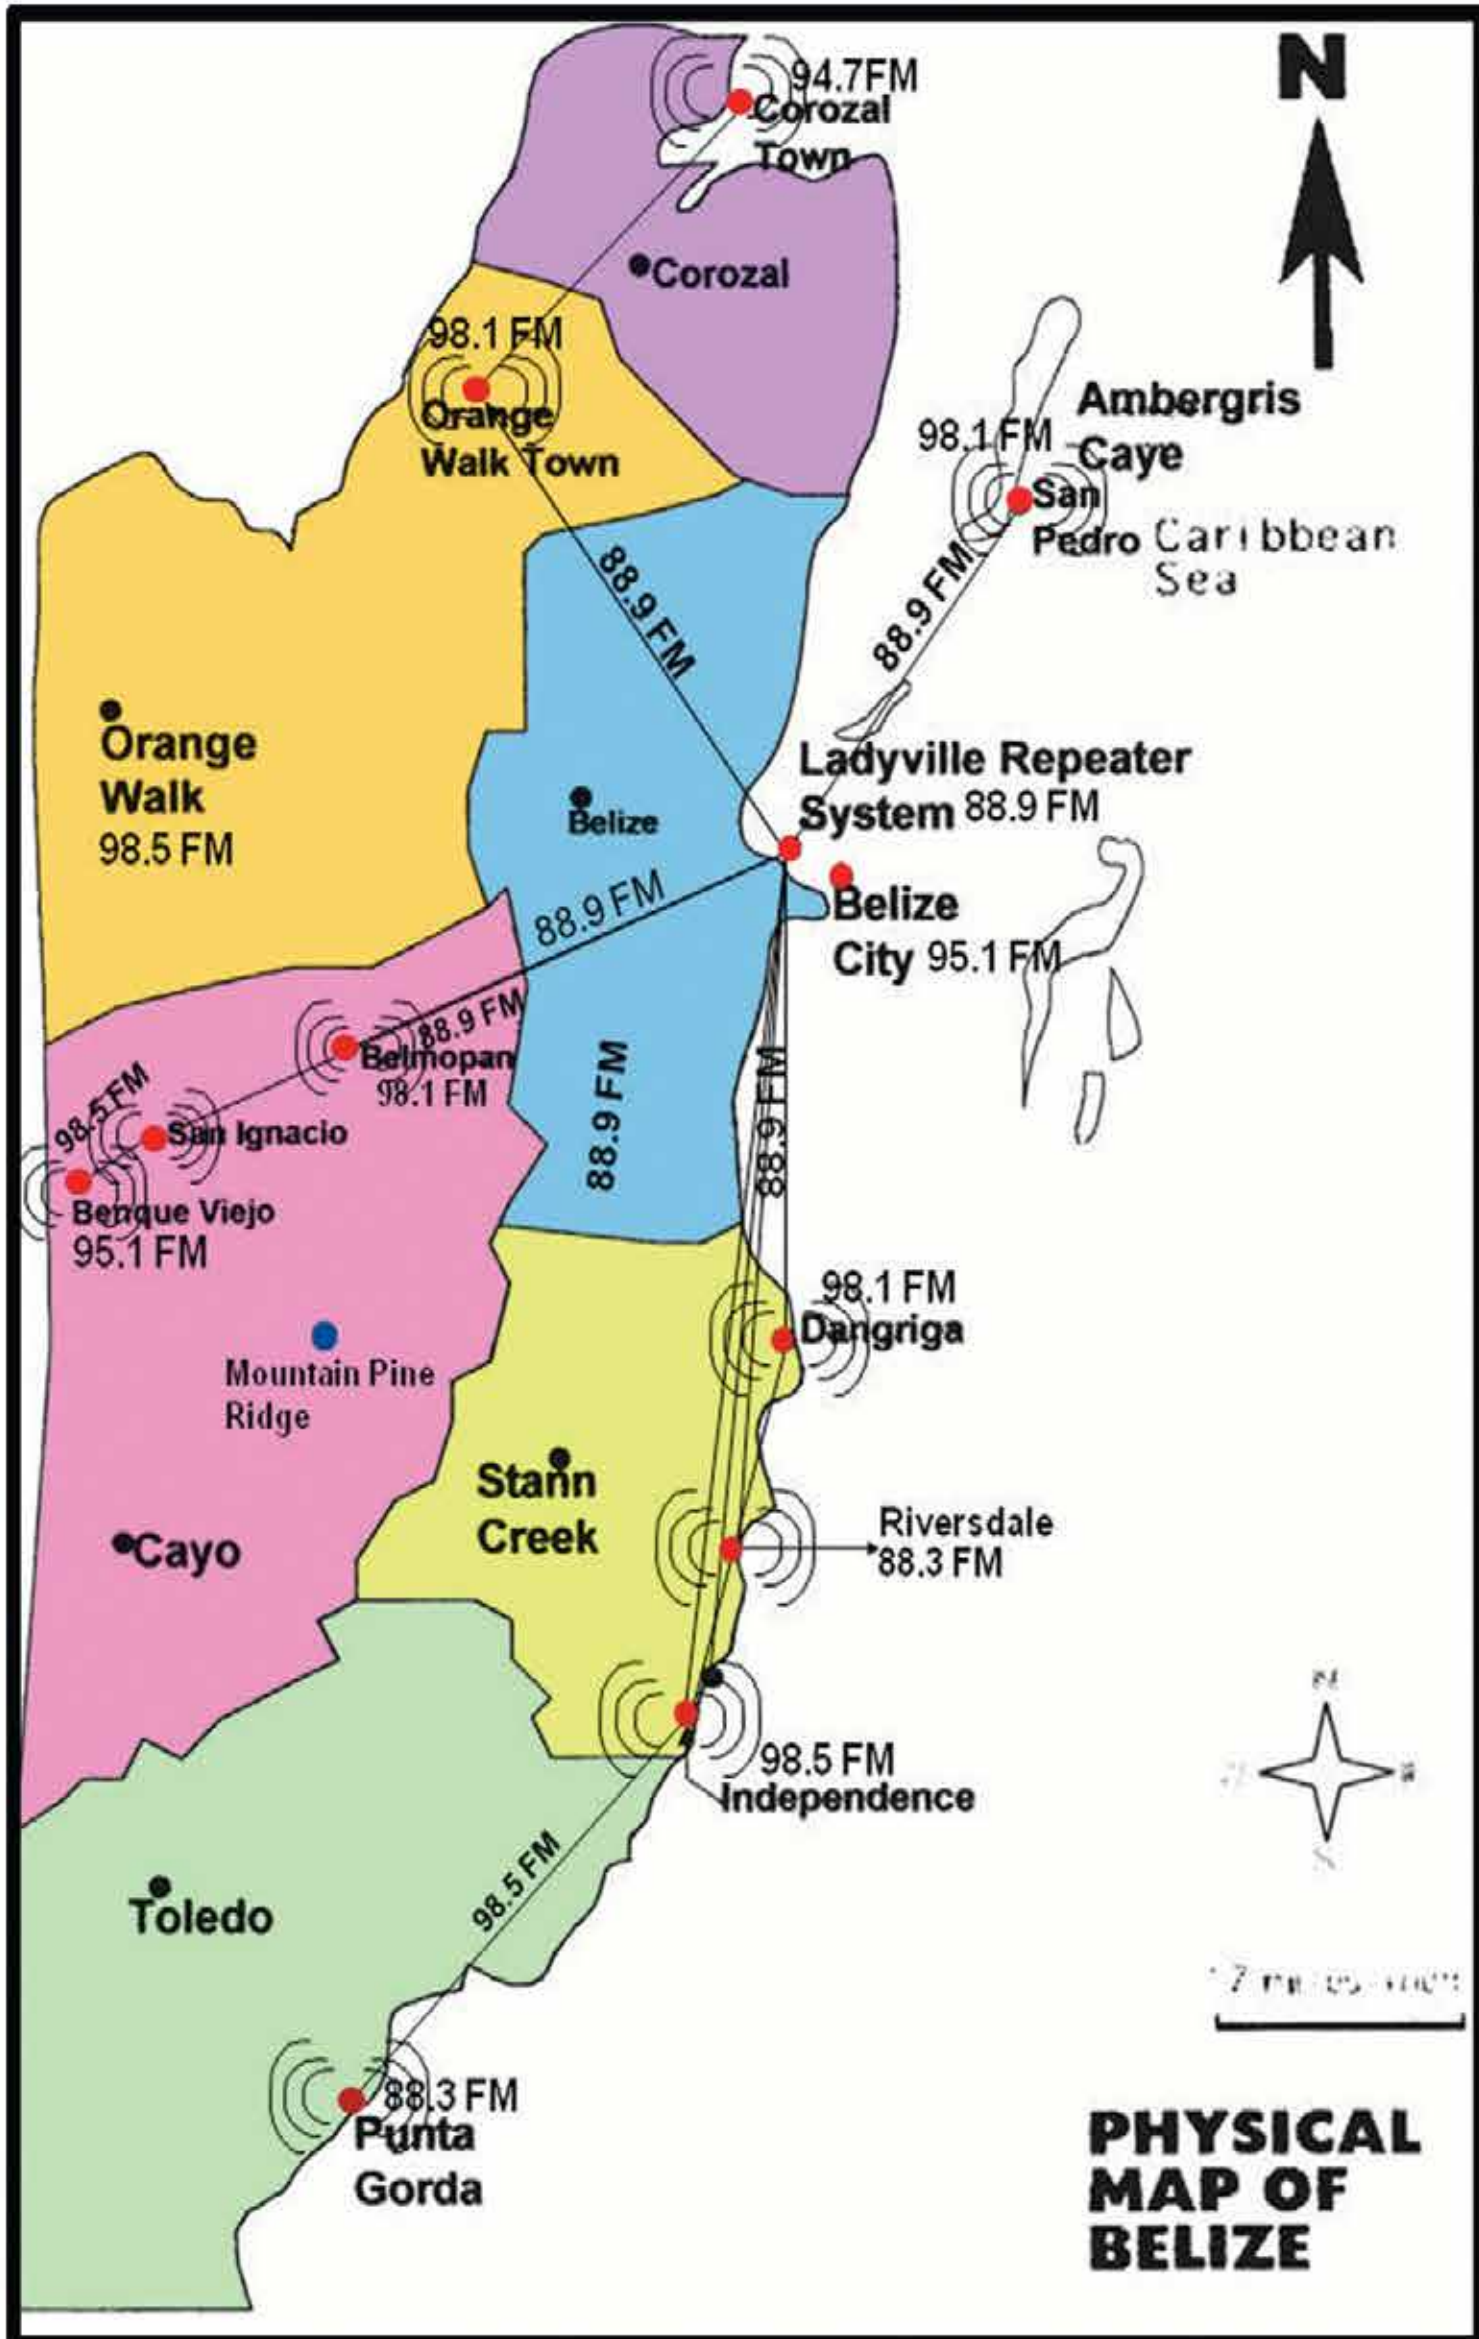 N
94.7FM
Corozal
Town
Corozal
98.1 FM
Orange
Walk Town
Ambergris
Caye
98.1 FM
San
Pedro
Caribbean
Sea
88.9 FM
88.9 FM
Orange
Walk
98.5 FM
Belize
Ladyville Repeater
System 88.9 FM
Belize
City 95.1 FM
88.9 FM
88.9 FM
Belmopan
98.1 FM
98.5 FM
San Ignacio
Benque Viejo
95.1 FM
88.9 FM
88.9 FM
Mountain Pine
Ridge
98.1 FM
Dangriga
Stann
Creek
Cayo
Riversdale
88.3 FM
98.5 FM
Independence
98.5 FM
Toledo
88.3 FM
Punta
Gorda
N
S
PHYSICAL
MAP OF
BELIZE